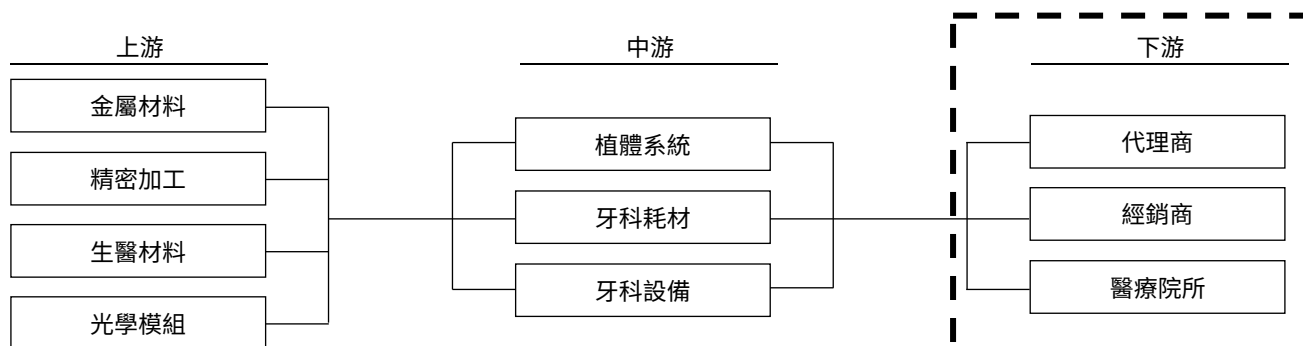 上游
金屬材料
精密加工
生醫材料
光學模組
中游
植體系統
牙科耗材
牙科設備
下游
代理商
經銷商
醫療院所